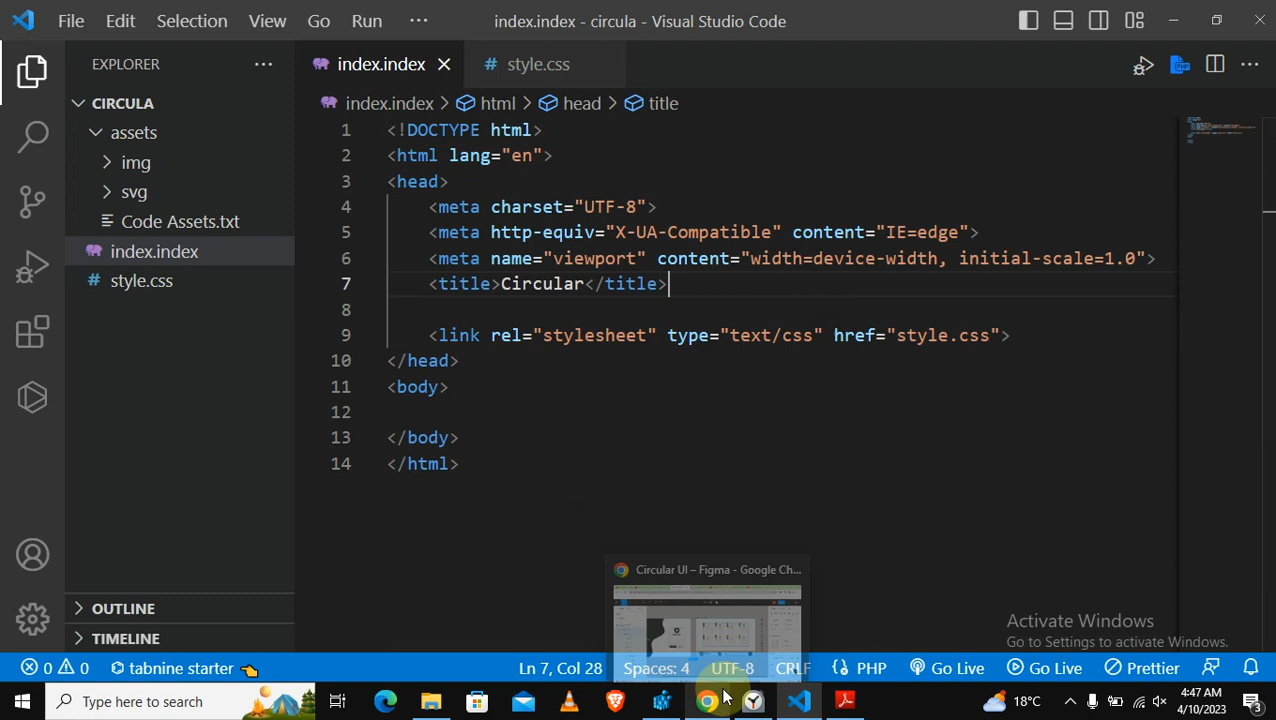 File Edit Selection View Go Run ··· index.index - circula - Visual Studio Code
EXPLORER ···
index.index
# style.css
index.index > html > head > title
CIRCULA
assets
img
svg
Code Assets.txt
index.index
# style.css
OUTLINE
TIMELINE
1 <!DOCTYPE html>
2 <html lang="en">
3 <head>
4 <meta charset="UTF-8">
5 <meta http-equiv="X-UA-Compatible" content="IE=edge">
6 <meta name="viewport" content="width=device-width, initial-scale=1.0">
7 <title>Circular</title>
8
9 <link rel="stylesheet" type="text/css" href="style.css">
10 </head>
11 <body>
12
13 </body>
14 </html>
Circular UI – Figma - Google Ch...
Activate Windows
Go to Settings to activate Windows.
0 0 tabnine starter Ln 7, Col 28 Spaces: 4 UTF-8 CRLF PHP Go Live Go Live Prettier
Type here to search
18°C
4:47 AM
4/10/2023
3